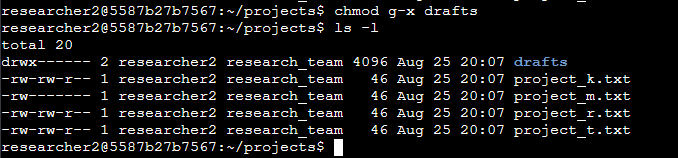 researcher2@5587b27b7567:~/projects$ chmod g-x drafts
researcher2@5587b27b7567:~/projects$ ls -l
total 20
drwx------ 2 researcher2 research_team 4096 Aug 25 20:07 drafts
-rw-rw-rw- 1 researcher2 research_team   46 Aug 25 20:07 project_k.txt
-rw------- 1 researcher2 research_team   46 Aug 25 20:07 project_m.txt
-rw-rw-r-- 1 researcher2 research_team   46 Aug 25 20:07 project_r.txt
-rw-rw-r-- 1 researcher2 research_team   46 Aug 25 20:07 project_t.txt
researcher2@5587b27b7567:~/projects$